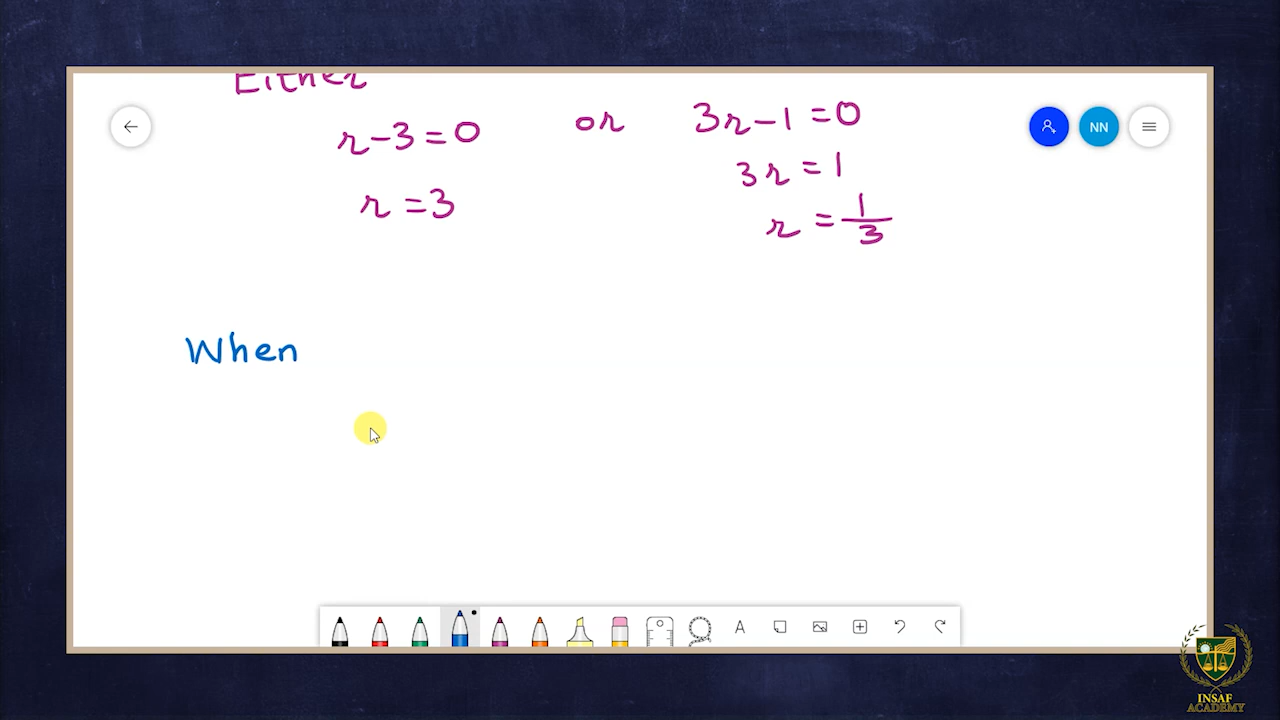 Either
r-3=0 or 3r-1=0
3r=1
r=3 r=1/3
NN
When
A
INSAF
ACADEMY